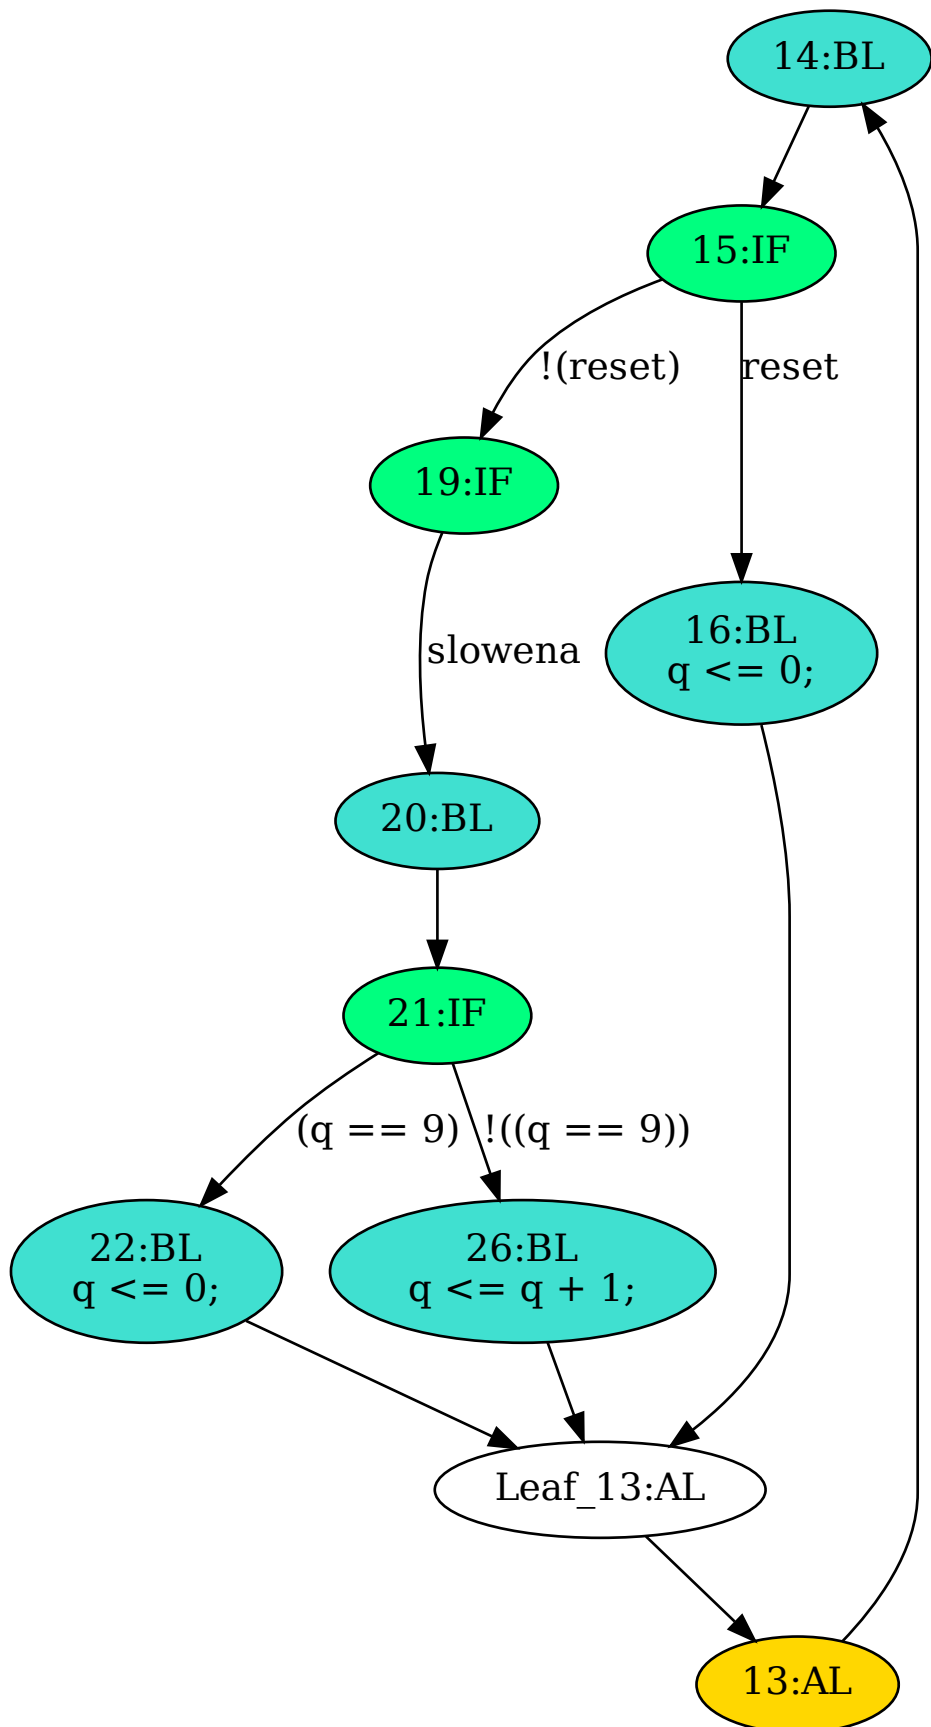 14:BL
15:IF
!(reset)
reset
19:IF
16:BL
q <= 0;
slowena
20:BL
21:IF
(q == 9)
!((q == 9))
22:BL
q <= 0;
26:BL
q <= q + 1;
Leaf_13:AL
13:AL